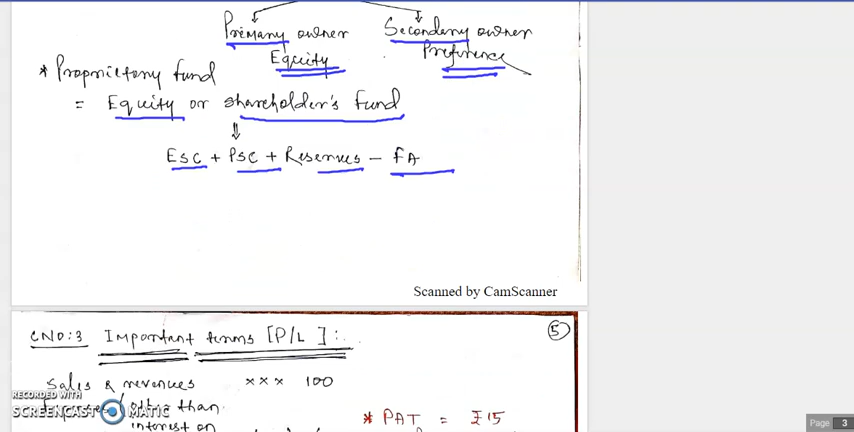 Primary owner Secondary owner
Equity Preference
* Proprietory fund
= Equity or shareholder's fund
ESC + PSC + Reserves - FA
Scanned by CamScanner
CNO:3 Important terms [P/L]:. 5
Sales & revenues x x x 100
other than
* PAT = ₹15
interest on
RECORDED WITH
SCREENCAST MATIC
Page 3